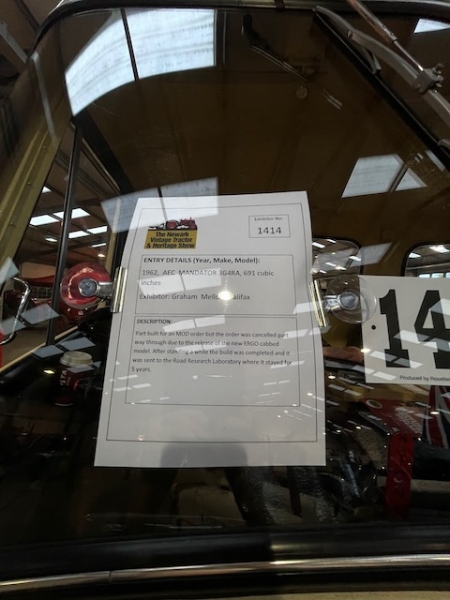 The Newark
Vintage Tractor
& Heritage Show
Exhibitor No:
1414
ENTRY DETAILS (Year, Make, Model):
1962, AEC MANDATOR 3G4RA, 691 cubic
inches
Exhibitor: Graham Halifax
DESCRIPTION:
Part built for an MOD order but the order was cancelled part
way through due to the release of the new ERGO cabbed
model. After standing a while the build was completed and it
was sent to the Road Research Laboratory where it stayed for
5 years.
14
Produced by